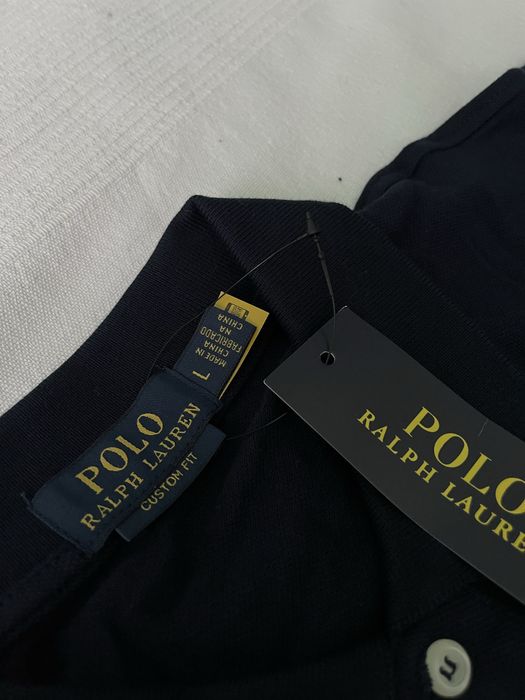 MADE IN
CHINA
FABRICADO
NA
CHINA
L
POLO
RALPH LAUREN
CUSTOM FIT
POLO
RALPH LAUREN